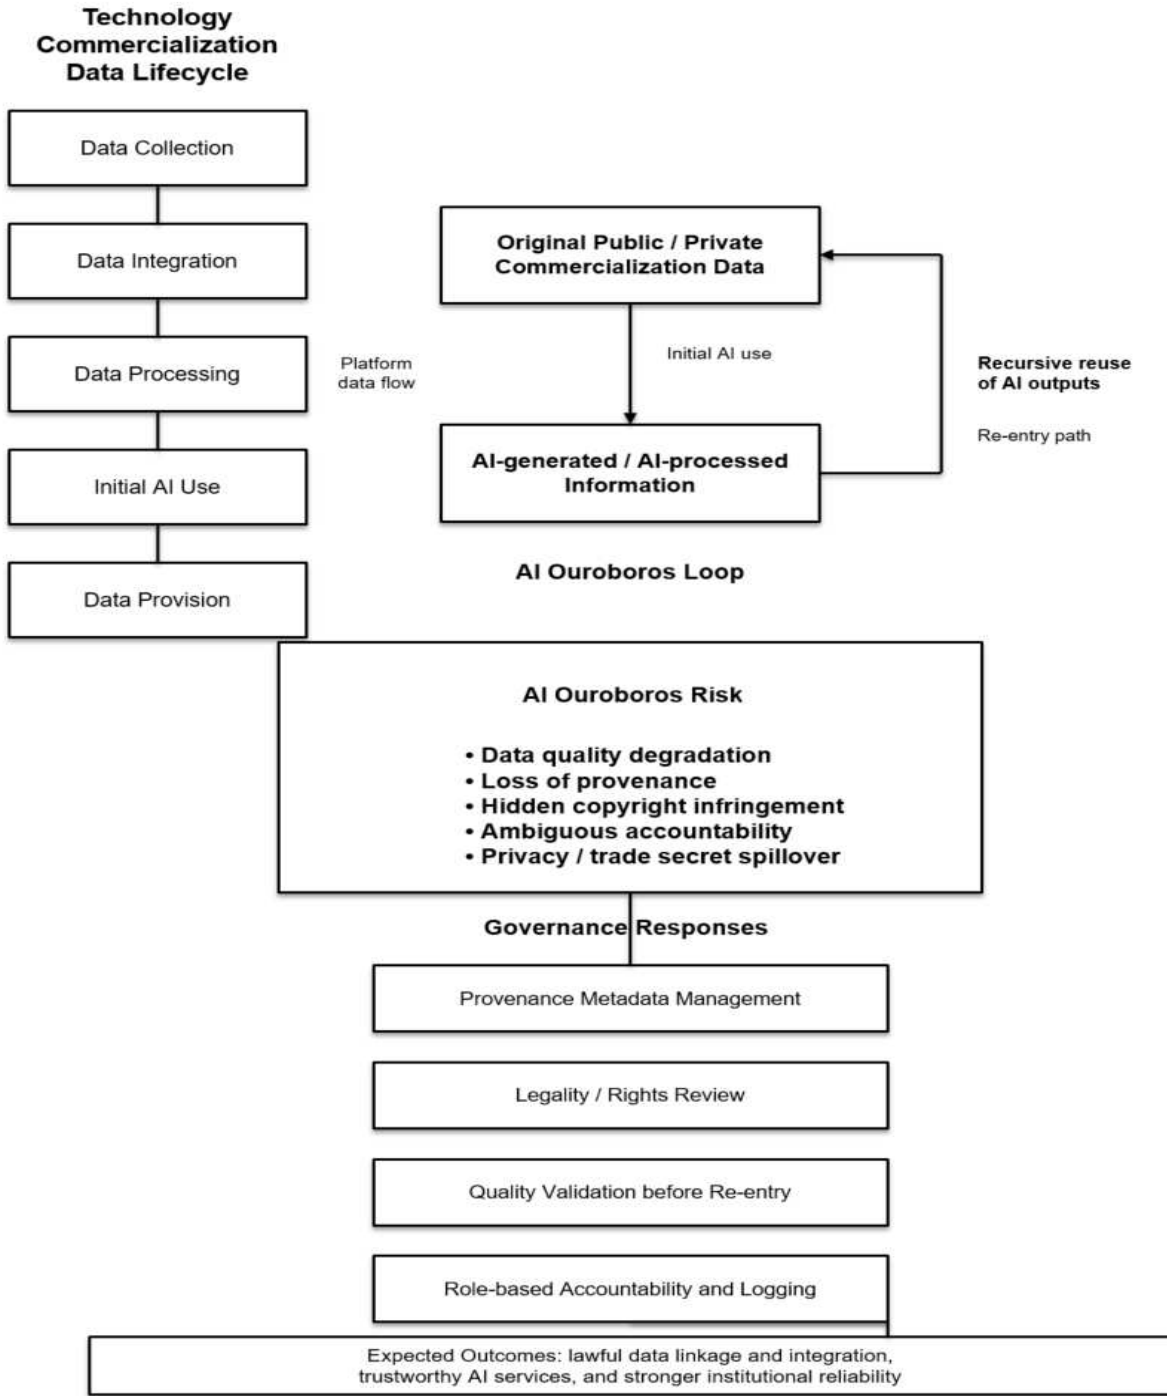 Technology
Commercialization
Data Lifecycle
Data Collection
Data Integration
Data Processing
Initial AI Use
Data Provision
Platform
data flow
Original Public / Private
Commercialization Data
Initial AI use
Recursive reuse
of AI outputs
Re-entry path
AI-generated / AI-processed
Information
AI Ouroboros Loop
AI Ouroboros Risk
• Data quality degradation
• Loss of provenance
• Hidden copyright infringement
• Ambiguous accountability
• Privacy / trade secret spillover
Governance Responses
Provenance Metadata Management
Legality / Rights Review
Quality Validation before Re-entry
Role-based Accountability and Logging
Expected Outcomes: lawful data linkage and integration,
trustworthy AI services, and stronger institutional reliability